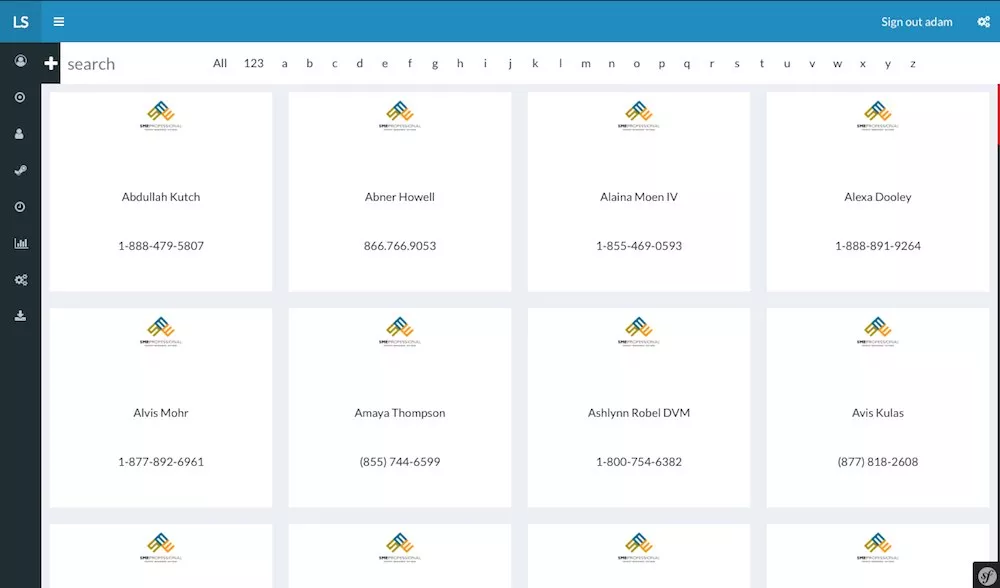 LS Sign out adam
search All 123 a b c d e f g h i j k l m n o p q r s t u v w x y z
SMEPROFESSIONAL SMEPROFESSIONAL SMEPROFESSIONAL SMEPROFESSIONAL
Abdullah Kutch Abner Howell Alaina Moen IV Alexa Dooley
1-888-479-5807 866.766.9053 1-855-469-0593 1-888-891-9264
SMEPROFESSIONAL SMEPROFESSIONAL SMEPROFESSIONAL SMEPROFESSIONAL
Alvis Mohr Amaya Thompson Ashlynn Robel DVM Avis Kulas
1-877-892-6961 (855) 744-6599 1-800-754-6382 (877) 818-2608
SMEPROFESSIONAL SMEPROFESSIONAL SMEPROFESSIONAL SMEPROFESSIONAL
sf